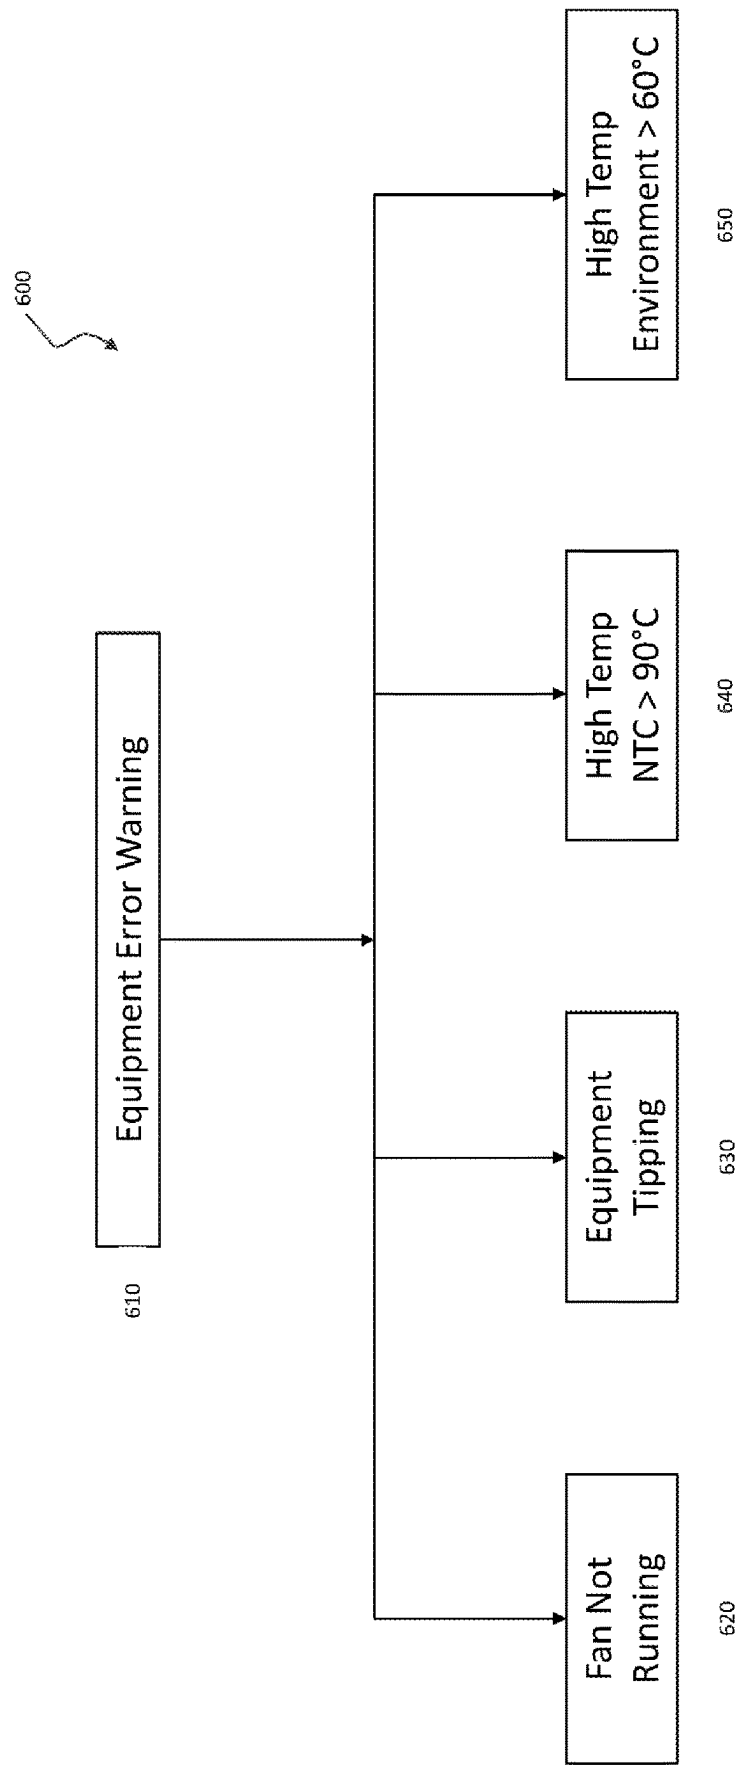 600
Equipment Error Warning
610
Fan Not
Running
Equipment
Tipping
High Temp
NTC > 90°C
High Temp
Environment > 60°C
620
630
640
650